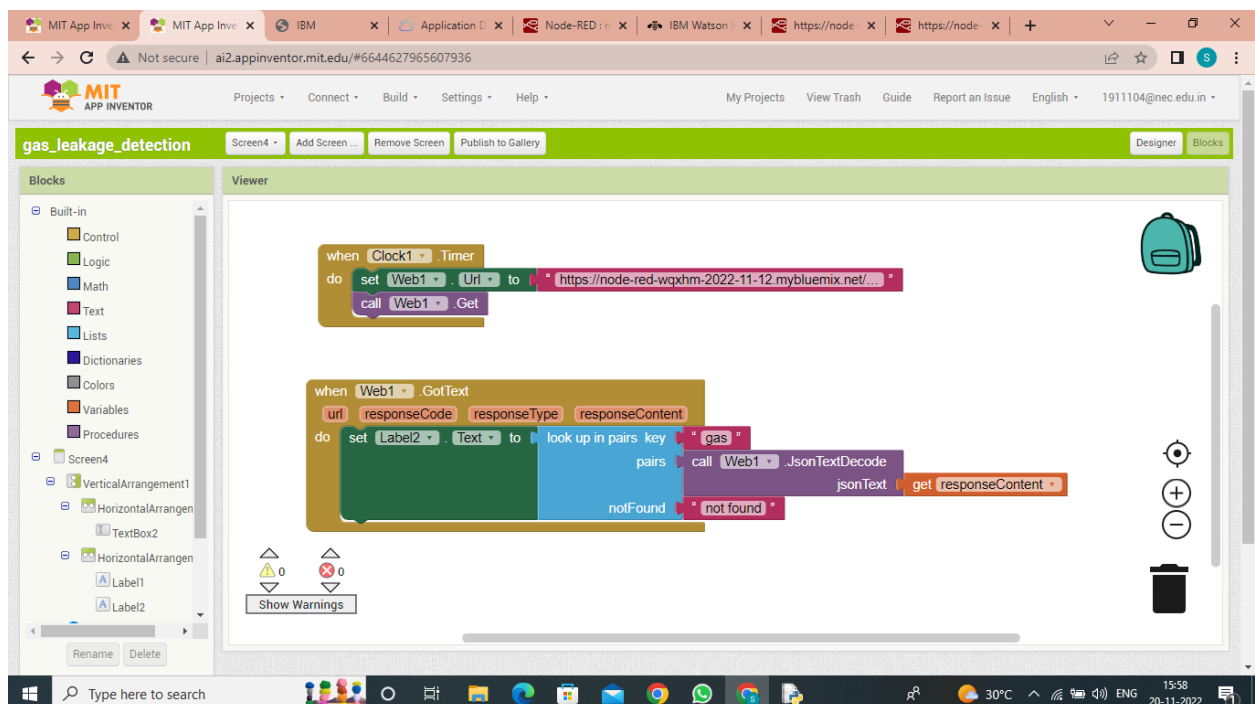 MIT App Inve X MIT App Inve X IBM X Application D X Node-RED : n X IBM Watson I X https://node- X https://node- X +
Not secure | ai2.appinventor.mit.edu/#6644627965607936 S
MIT
APP INVENTOR
Projects Connect Build Settings Help My Projects View Trash Guide Report an Issue English 1911104@nec.edu.in
gas_leakage_detection Screen4 Add Screen ... Remove Screen Publish to Gallery Designer Blocks
Blocks Viewer
Built-in
Control
Logic
Math
Text
Lists
Dictionaries
Colors
Variables
Procedures
Screen4
VerticalArrangement1
HorizontalArrangen
TextBox2
HorizontalArrangen
Label1
Label2
Rename Delete
when Clock1 .Timer
do set Web1 . Url to " https://node-red-wqxhm-2022-11-12.mybluemix.net/... "
call Web1 .Get
when Web1 .GotText
url responseCode responseType responseContent
do set Label2 . Text to look up in pairs key " gas "
pairs call Web1 .JsonTextDecode
jsonText get responseContent
notFound " not found "
0 0
Show Warnings
Type here to search 30°C ENG 15:58
20-11-2022 1